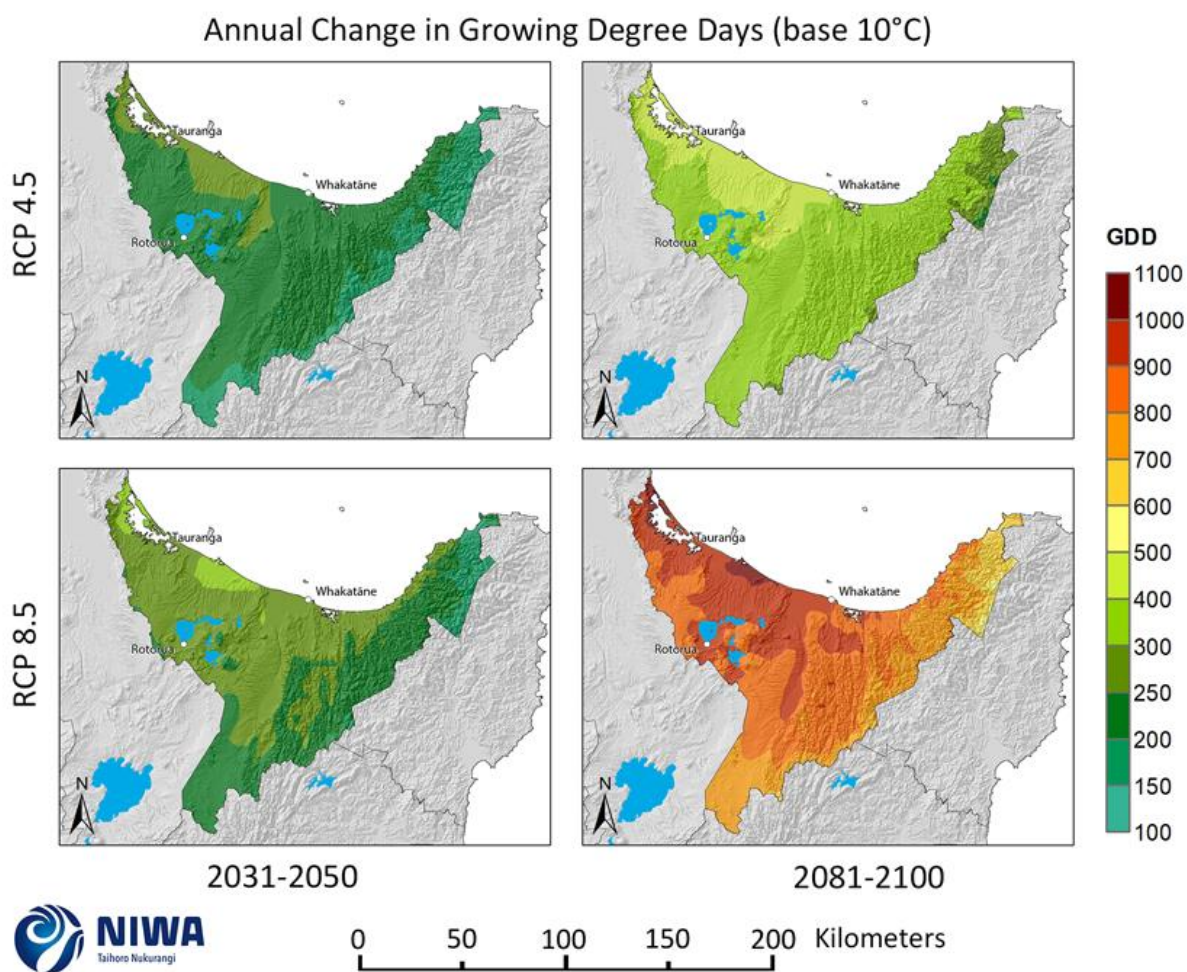 Annual Change in Growing Degree Days (base 10°C)
RCP 4.5
Tauranga
Whakatāne
Rotorua
N
Tauranga
Whakatāne
Rotorua
N
RCP 8.5
Tauranga
Whakatāne
Rotorua
N
Tauranga
Whakatāne
Rotorua
N
GDD
1100
1000
900
800
700
600
500
400
300
250
200
150
100
2031-2050
2081-2100
NIWA
Taihoro Nukurangi
0 50 100 150 200 Kilometers